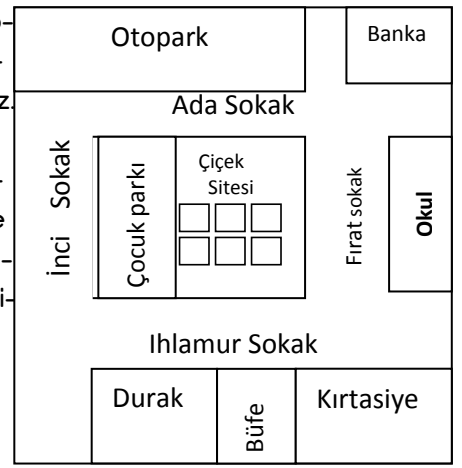 Otopark
Banka
Ada Sokak
İnci Sokak
Çocuk parkı
Çiçek
Sitesi
Fırat sokak
Okul
Ihlamur Sokak
Durak
Büfe
Kırtasiye